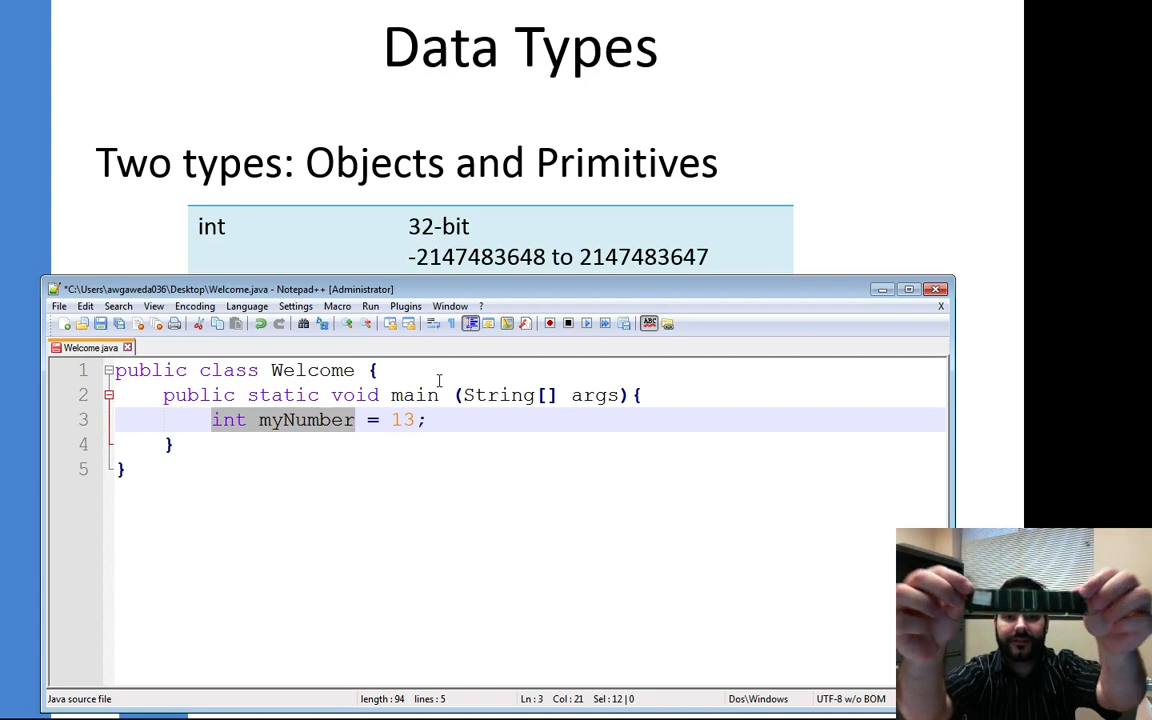 Data Types
Two types: Objects and Primitives
int 32-bit
-2147483648 to 2147483647
*C:\Users\awgaweda036\Desktop\Welcome.java - Notepad++ [Administrator]
File Edit Search View Encoding Language Settings Macro Run Plugins Window ? X
Welcome.java
1 public class Welcome {
2 public static void main (String[] args){
3 int myNumber = 13;
4 }
5 }
Java source file length : 94 lines : 5 Ln : 3 Col : 21 Sel : 12 | 0 Dos\Windows UTF-8 w/o BOM